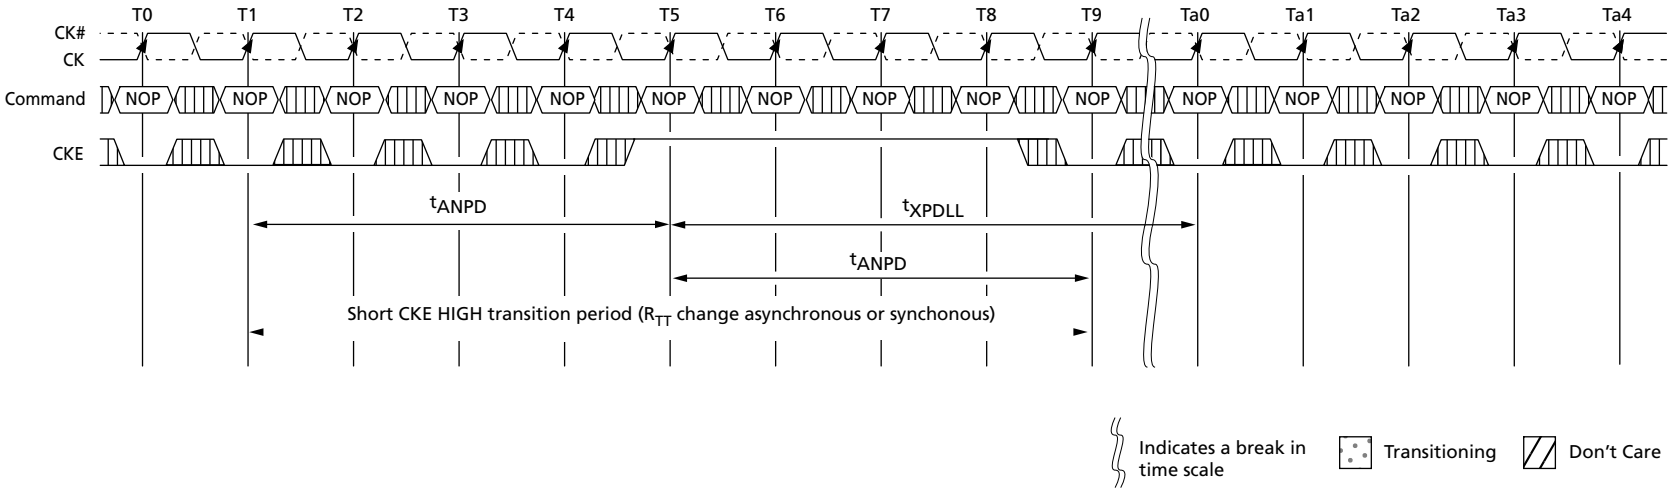 T0 T1 T2 T3 T4 T5 T6 T7 T8 T9 Ta0 Ta1 Ta2 Ta3 Ta4
CK#
CK
Command NOP NOP NOP NOP NOP NOP NOP NOP NOP NOP NOP NOP NOP NOP NOP
CKE
tANPD
tXPDLL
tANPD
Short CKE HIGH transition period (RTT change asynchronous or synchonous)
Indicates a break in
time scale
Transitioning
Don't Care